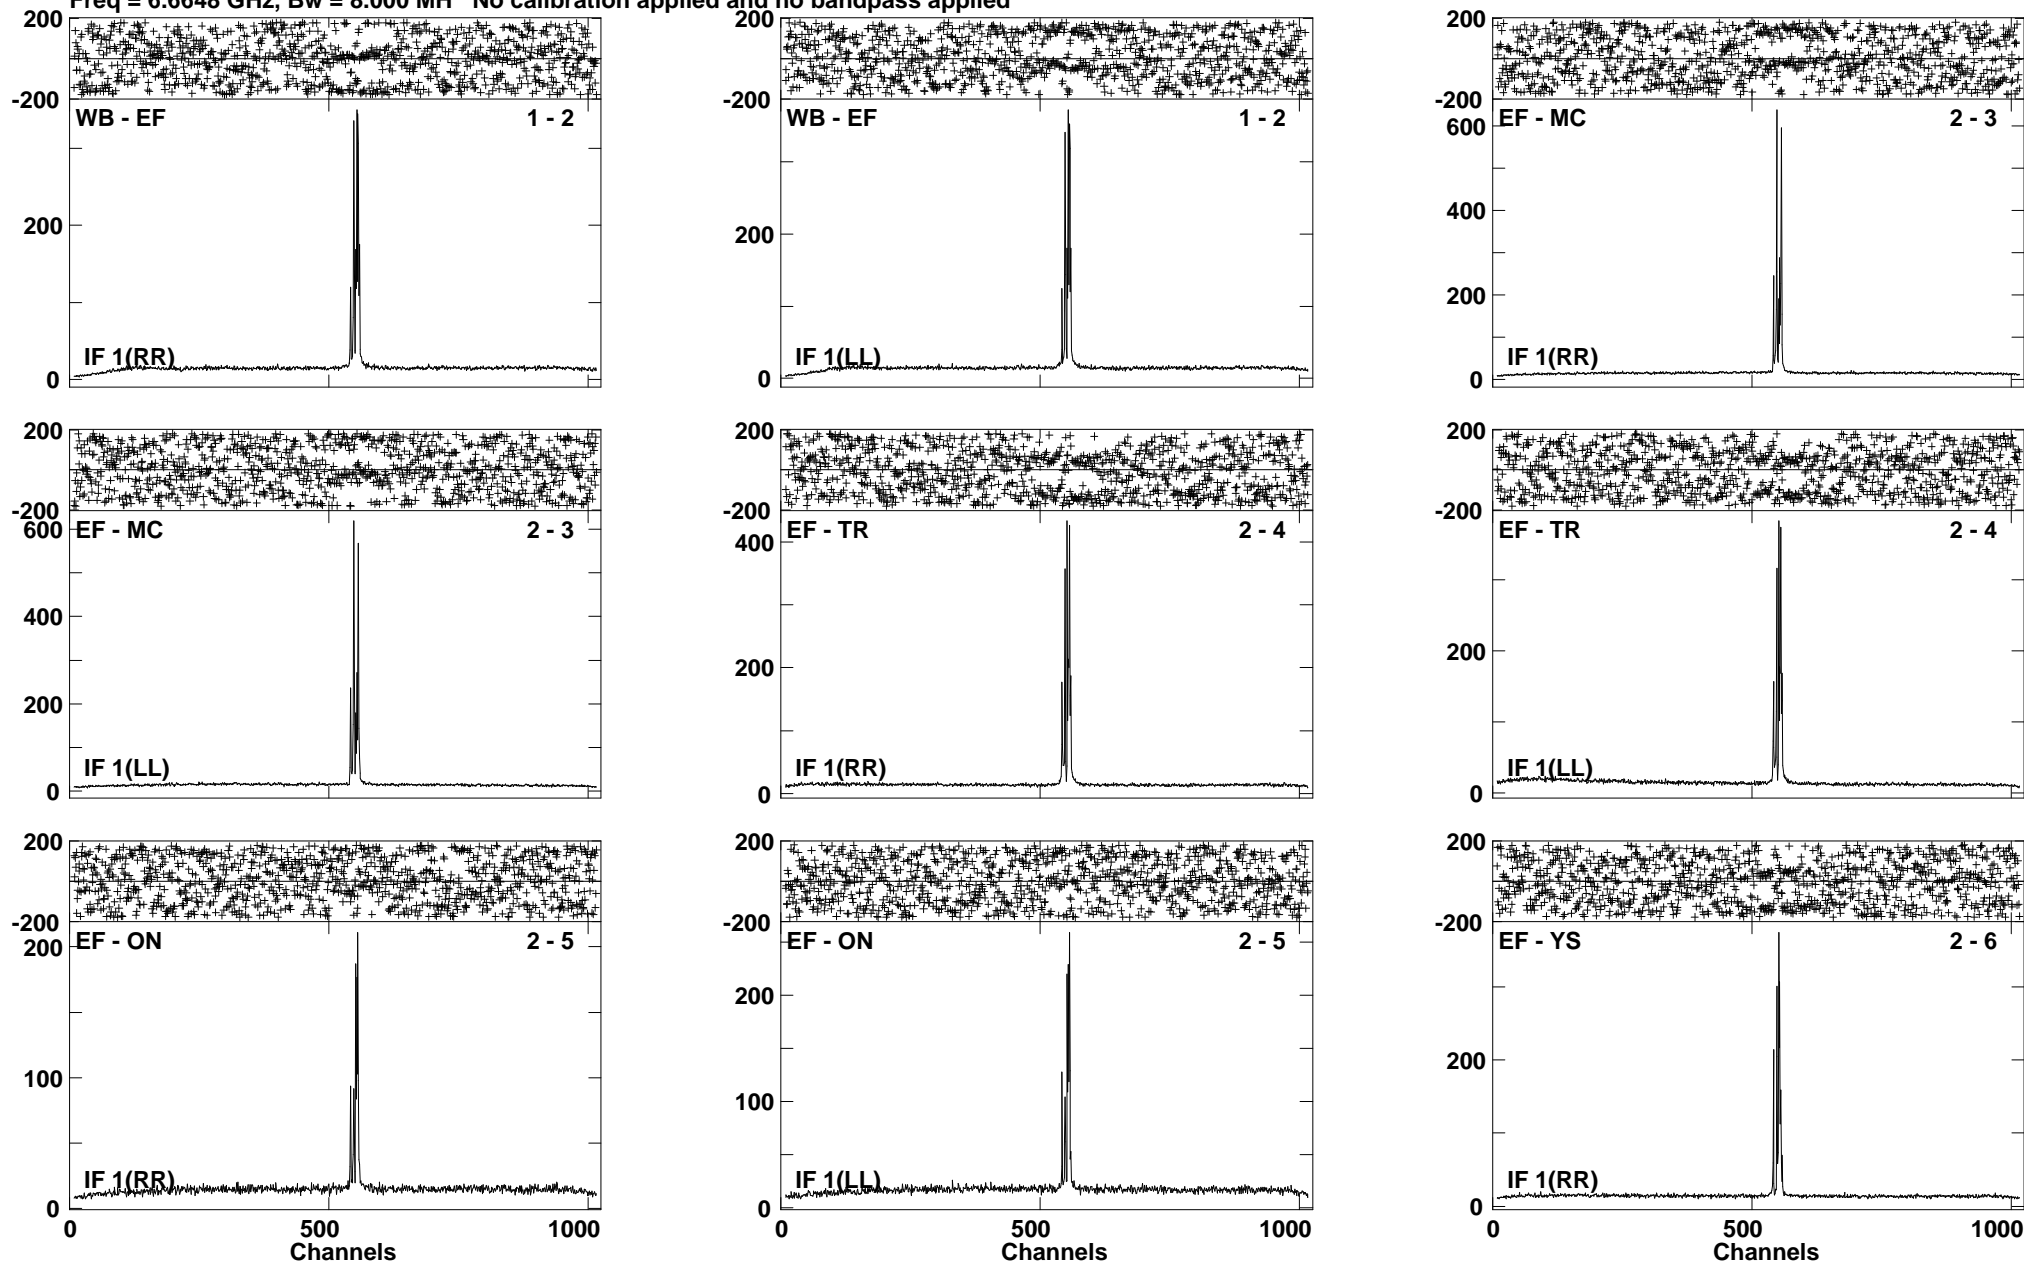 Freq = 6.6648 GHz, Bw = 8.000 MH No calibration applied and no bandpass applied
200
-200
WB - EF 1 - 2
200
IF 1(RR)
0
200
-200
WB - EF 1 - 2
200
IF 1(LL)
0
200
-200
EF - MC 2 - 3
600
400
200
IF 1(RR)
0
200
-200
EF - MC 2 - 3
600
400
200
IF 1(LL)
0
200
-200
EF - TR 2 - 4
400
200
IF 1(RR)
0
200
-200
EF - TR 2 - 4
200
IF 1(LL)
0
200
-200
EF - ON 2 - 5
200
100
IF 1(RR)
0
0 500 1000
Channels
200
-200
EF - ON 2 - 5
200
100
IF 1(LL)
0
0 500 1000
Channels
200
-200
EF - YS 2 - 6
200
IF 1(RR)
0
0 500 1000
Channels